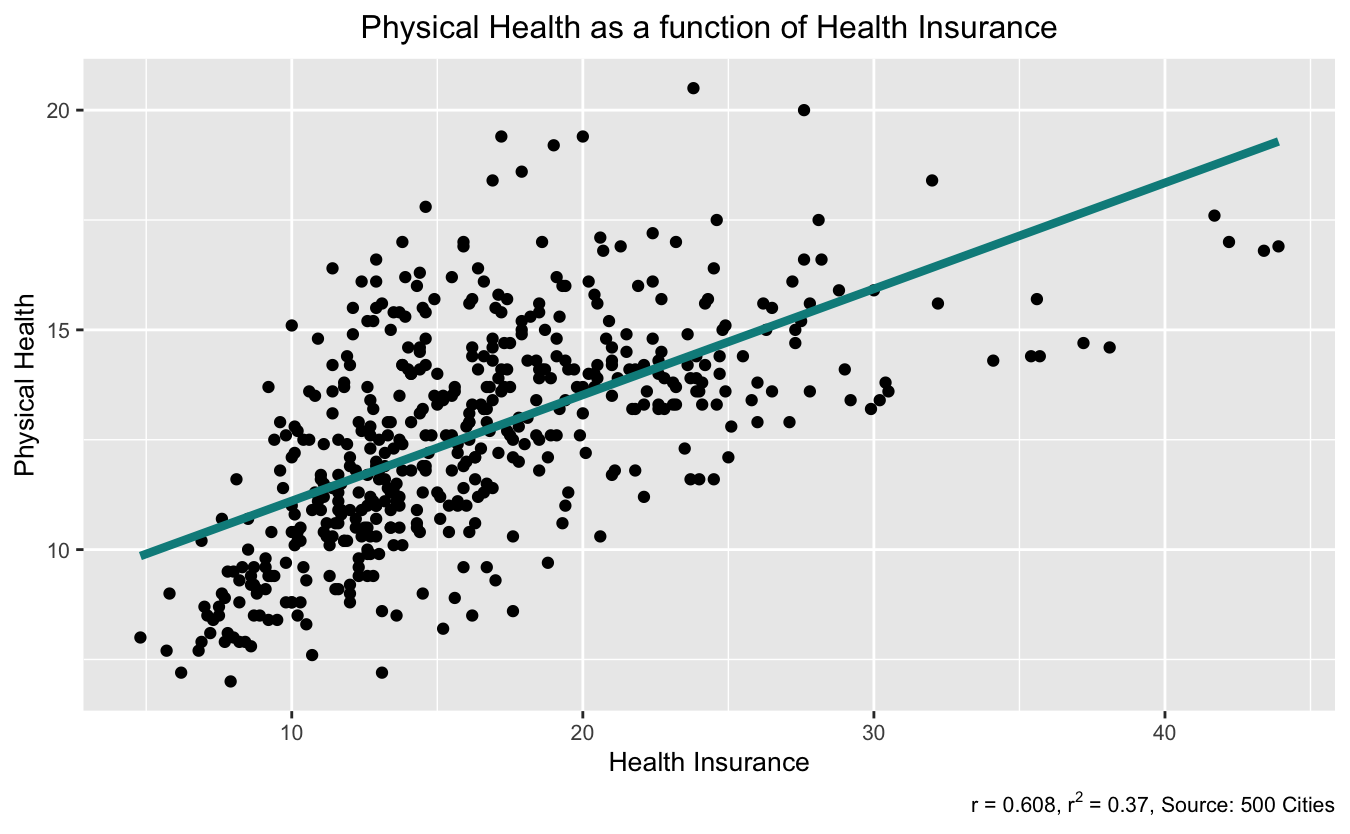 Physical Health as a function of Health Insurance
Physical Health
20
15
10
10 20 30 40
Health Insurance
r = 0.608, r² = 0.37, Source: 500 Cities